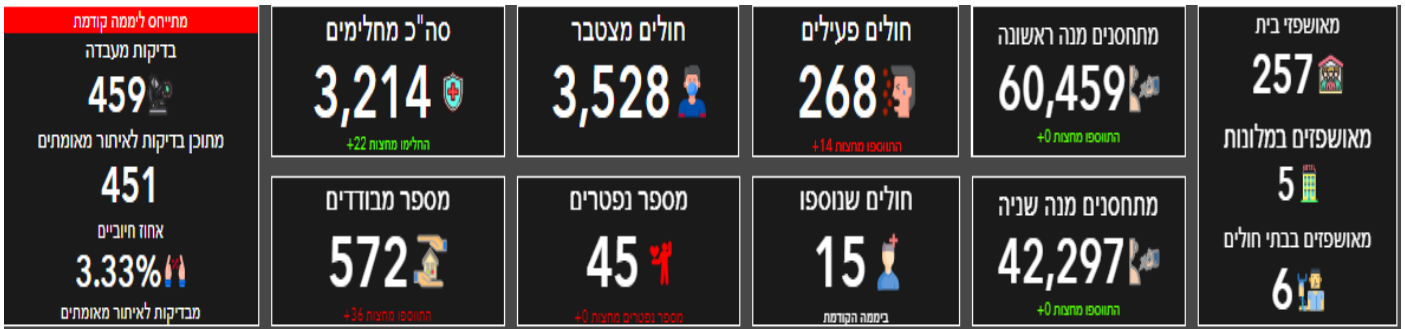 מאושפזי בית
257
מאושפזים במלונות
5
מאושפזים בבתי חולים
6
מתחסנים מנה ראשונה
60,459
התווספו מחצות 0+
מתחסנים מנה שניה
42,297
התווספו מחצות 0+
חולים פעילים
268
התווספו מחצות 14+
חולים שנוספו
15
ביממה הקודמת
חולים מצטבר
3,528
מספר נפטרים
45
מספר נפטרים מחצות 0+
סה"כ מחלימים
3,214
החלימו מחצות 22+
מספר מבודדים
572
התווספו מחצות 36+
מתייחס ליממה קודמת
בדיקות מעבדה
459
מתוכן בדיקות לאיתור מאומתים
451
אחוז חיוביים
3.33%
מבדיקות לאיתור מאומתים